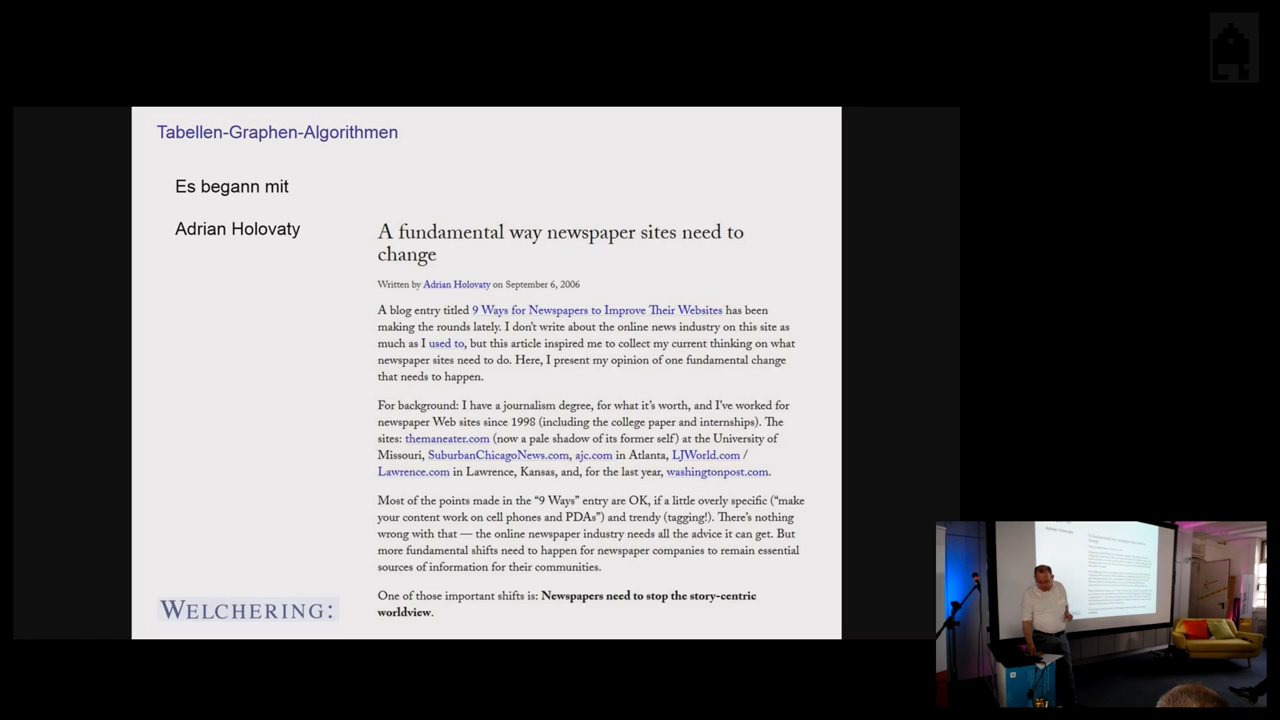 Tabellen-Graphen-Algorithmen
Es begann mit
Adrian Holovaty
A fundamental way newspaper sites need to
change
Written by Adrian Holovaty on September 6, 2006
A blog entry titled 9 Ways for Newspapers to Improve Their Websites has been
making the rounds lately. I don't write about the online news industry on this site as
much as I used to, but this article inspired me to collect my current thinking on what
newspaper sites need to do. Here, I present my opinion of one fundamental change
that needs to happen.
For background: I have a journalism degree, for what it's worth, and I've worked for
newspaper Web sites since 1998 (including the college paper and internships). The
sites: themaneater.com (now a pale shadow of its former self) at the University of
Missouri, SuburbanChicagoNews.com, ajc.com in Atlanta, LJWorld.com /
Lawrence.com in Lawrence, Kansas, and, for the last year, washingtonpost.com.
Most of the points made in the “9 Ways” entry are OK, if a little overly specific (“make
your content work on cell phones and PDAs”) and trendy (tagging!). There's nothing
wrong with that — the online newspaper industry needs all the advice it can get. But
more fundamental shifts need to happen for newspaper companies to remain essential
sources of information for their communities.
One of those important shifts is: Newspapers need to stop the story-centric
worldview.
WELCHERING: